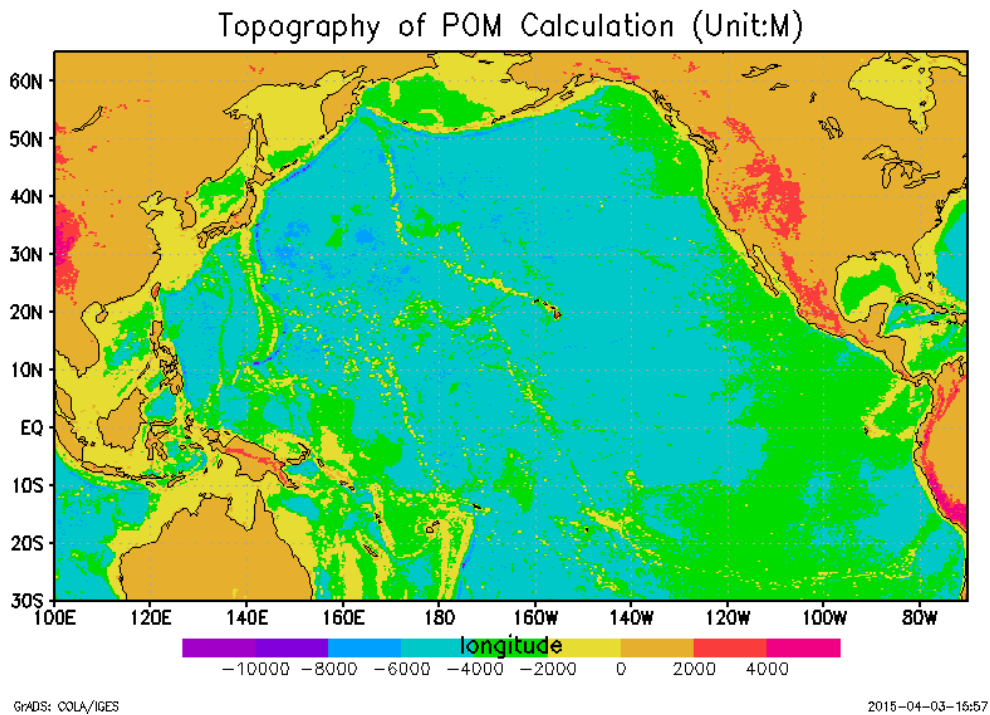 Topography of POM Calculation (Unit:M)
60N
50N
40N
30N
20N
10N
EQ
10S
20S
30S
100E 120E 140E 160E 180 160W 140W 120W 100W 80W
longitude
-10000 -8000 -6000 -4000 -2000 0 2000 4000
GrADS: COLA/IGES
2015-04-03-15:57